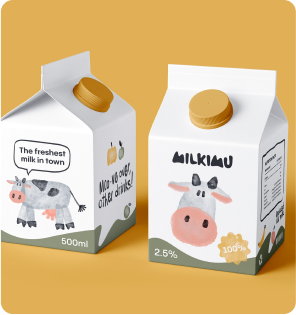 The freshest
milk in town
Moo-ve over
other drinks!
500ml
MILKIMU
2.5%
100%